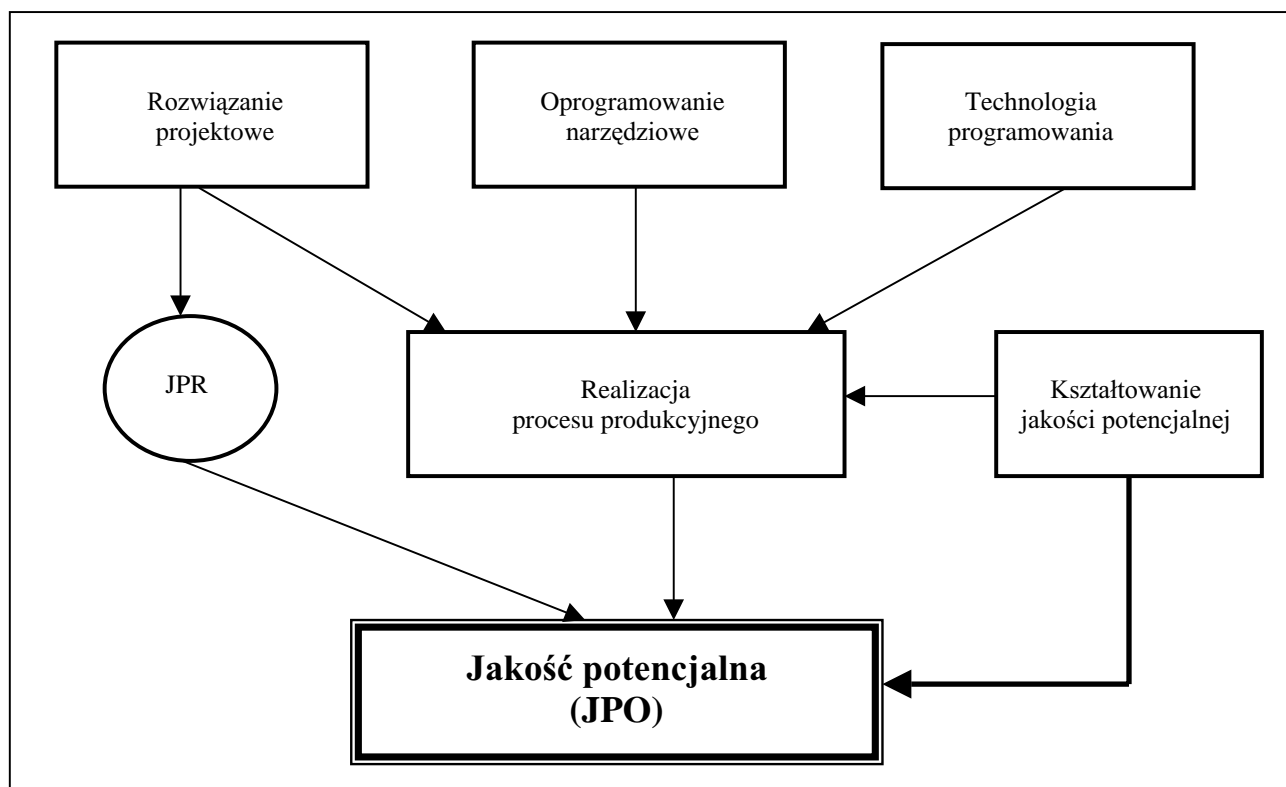 Rozwiązanie
projektowe
Oprogramowanie
narzędziowe
Technologia
programowania
JPR
Realizacja
procesu produkcyjnego
Kształtowanie
jakości potencjalnej
Jakość potencjalna
(JPO)